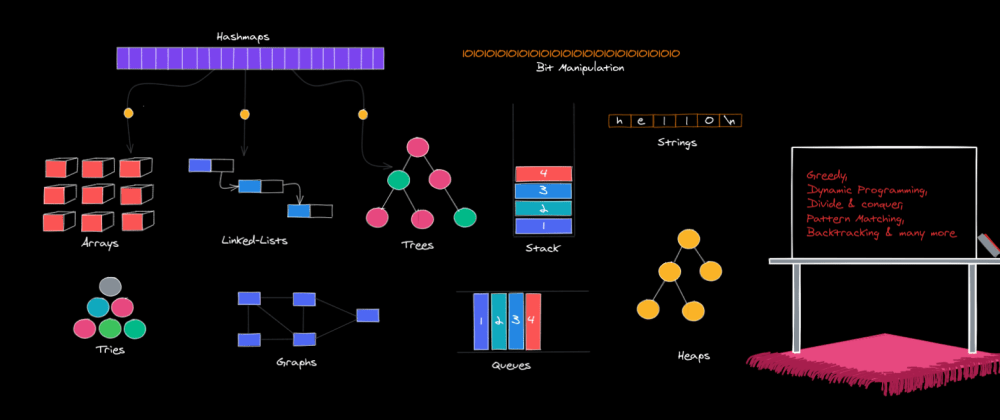 Hashmaps
IOIOIOIOIOIOIOIOIOIOIOIOIOIOIOIOIOIO
Bit Manipulation
h e l l o \n
Strings
Arrays
Linked-Lists
Trees
4
3
2
1
Stack
Greedy,
Dynamic Programming,
Divide & conquer,
Pattern Matching,
Backtracking & many more
Tries
Graphs
1 2 3 4
Queues
Heaps